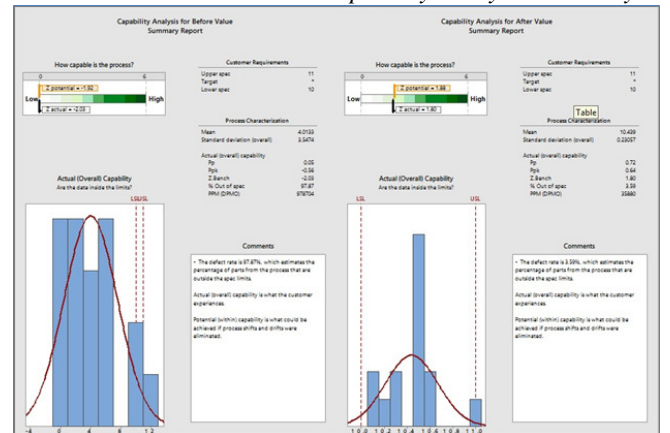 Capability Analysis for Before Value
Summary Report
How capable is the process?
0 6
Z potential = -1.92
Low High
Z actual = -2.03
Customer Requirements
Upper spec 11
Target *
Lower spec 10
Process Characterization
Mean 4.0133
Standard deviation (overall) 3.5474
Actual (overall) capability
Pp 0.05
Ppk -0.56
Z.Bench -2.03
% Out of spec 97.87
PPM (DPMO) 978704
Actual (Overall) Capability
Are the data inside the limits?
LSL USL
-4 0 4 8 12
Comments
• The defect rate is 97.87%, which estimates the
percentage of parts from the process that are
outside the spec limits.
Actual (overall) capability is what the customer
experiences.
Potential (within) capability is what could be
achieved if process shifts and drifts were
eliminated.
Capability Analysis for After Value
Summary Report
How capable is the process?
0 6
Z potential = 1.88
Low High
Z actual = 1.80
Customer Requirements
Upper spec 11
Target *
Lower spec 10
Table
Process Characterization
Mean 10.439
Standard deviation (overall) 0.23057
Actual (overall) capability
Pp 0.72
Ppk 0.64
Z.Bench 1.80
% Out of spec 3.59
PPM (DPMO) 35880
Actual (Overall) Capability
Are the data inside the limits?
LSL USL
10.0 10.2 10.4 10.6 10.8 11.0
Comments
• The defect rate is 3.59%, which estimates the
percentage of parts from the process that are
outside the spec limits.
Actual (overall) capability is what the customer
experiences.
Potential (within) capability is what could be
achieved if process shifts and drifts were
eliminated.